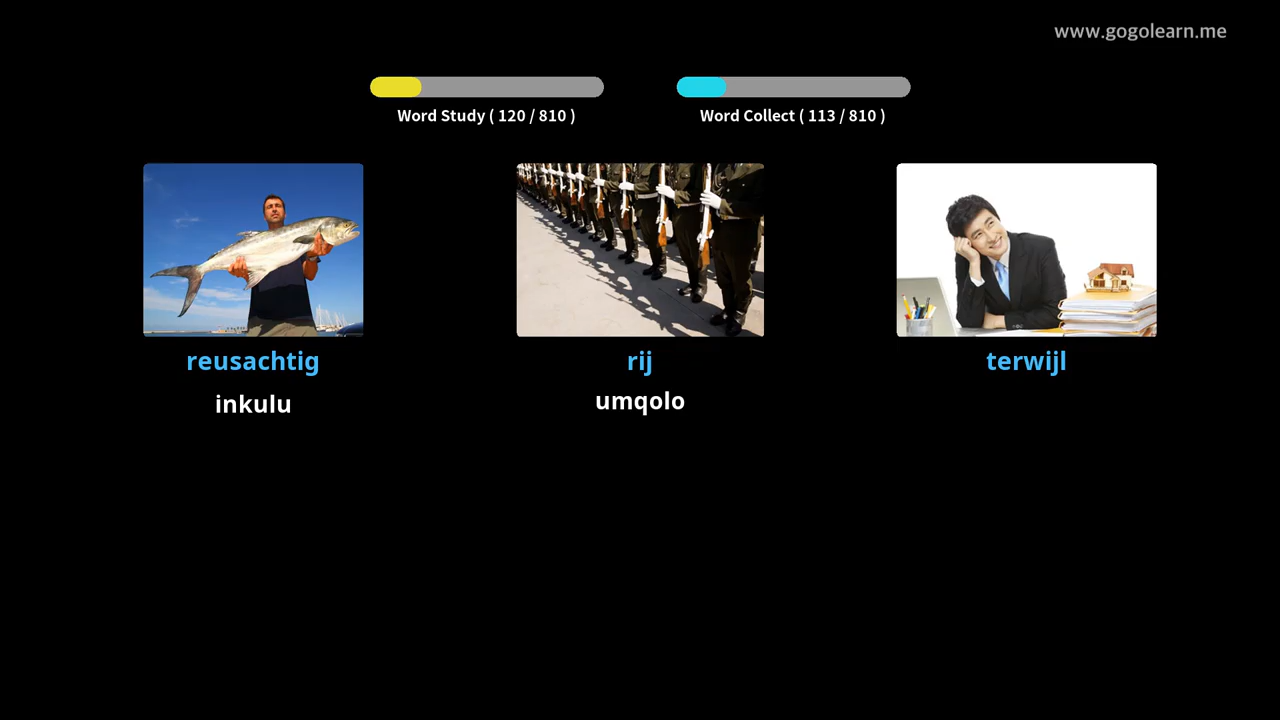 www.gogolearn.me
Word Study ( 120 / 810 )
Word Collect ( 113 / 810 )
reusachtig
rij
terwijl
inkulu
umqolo